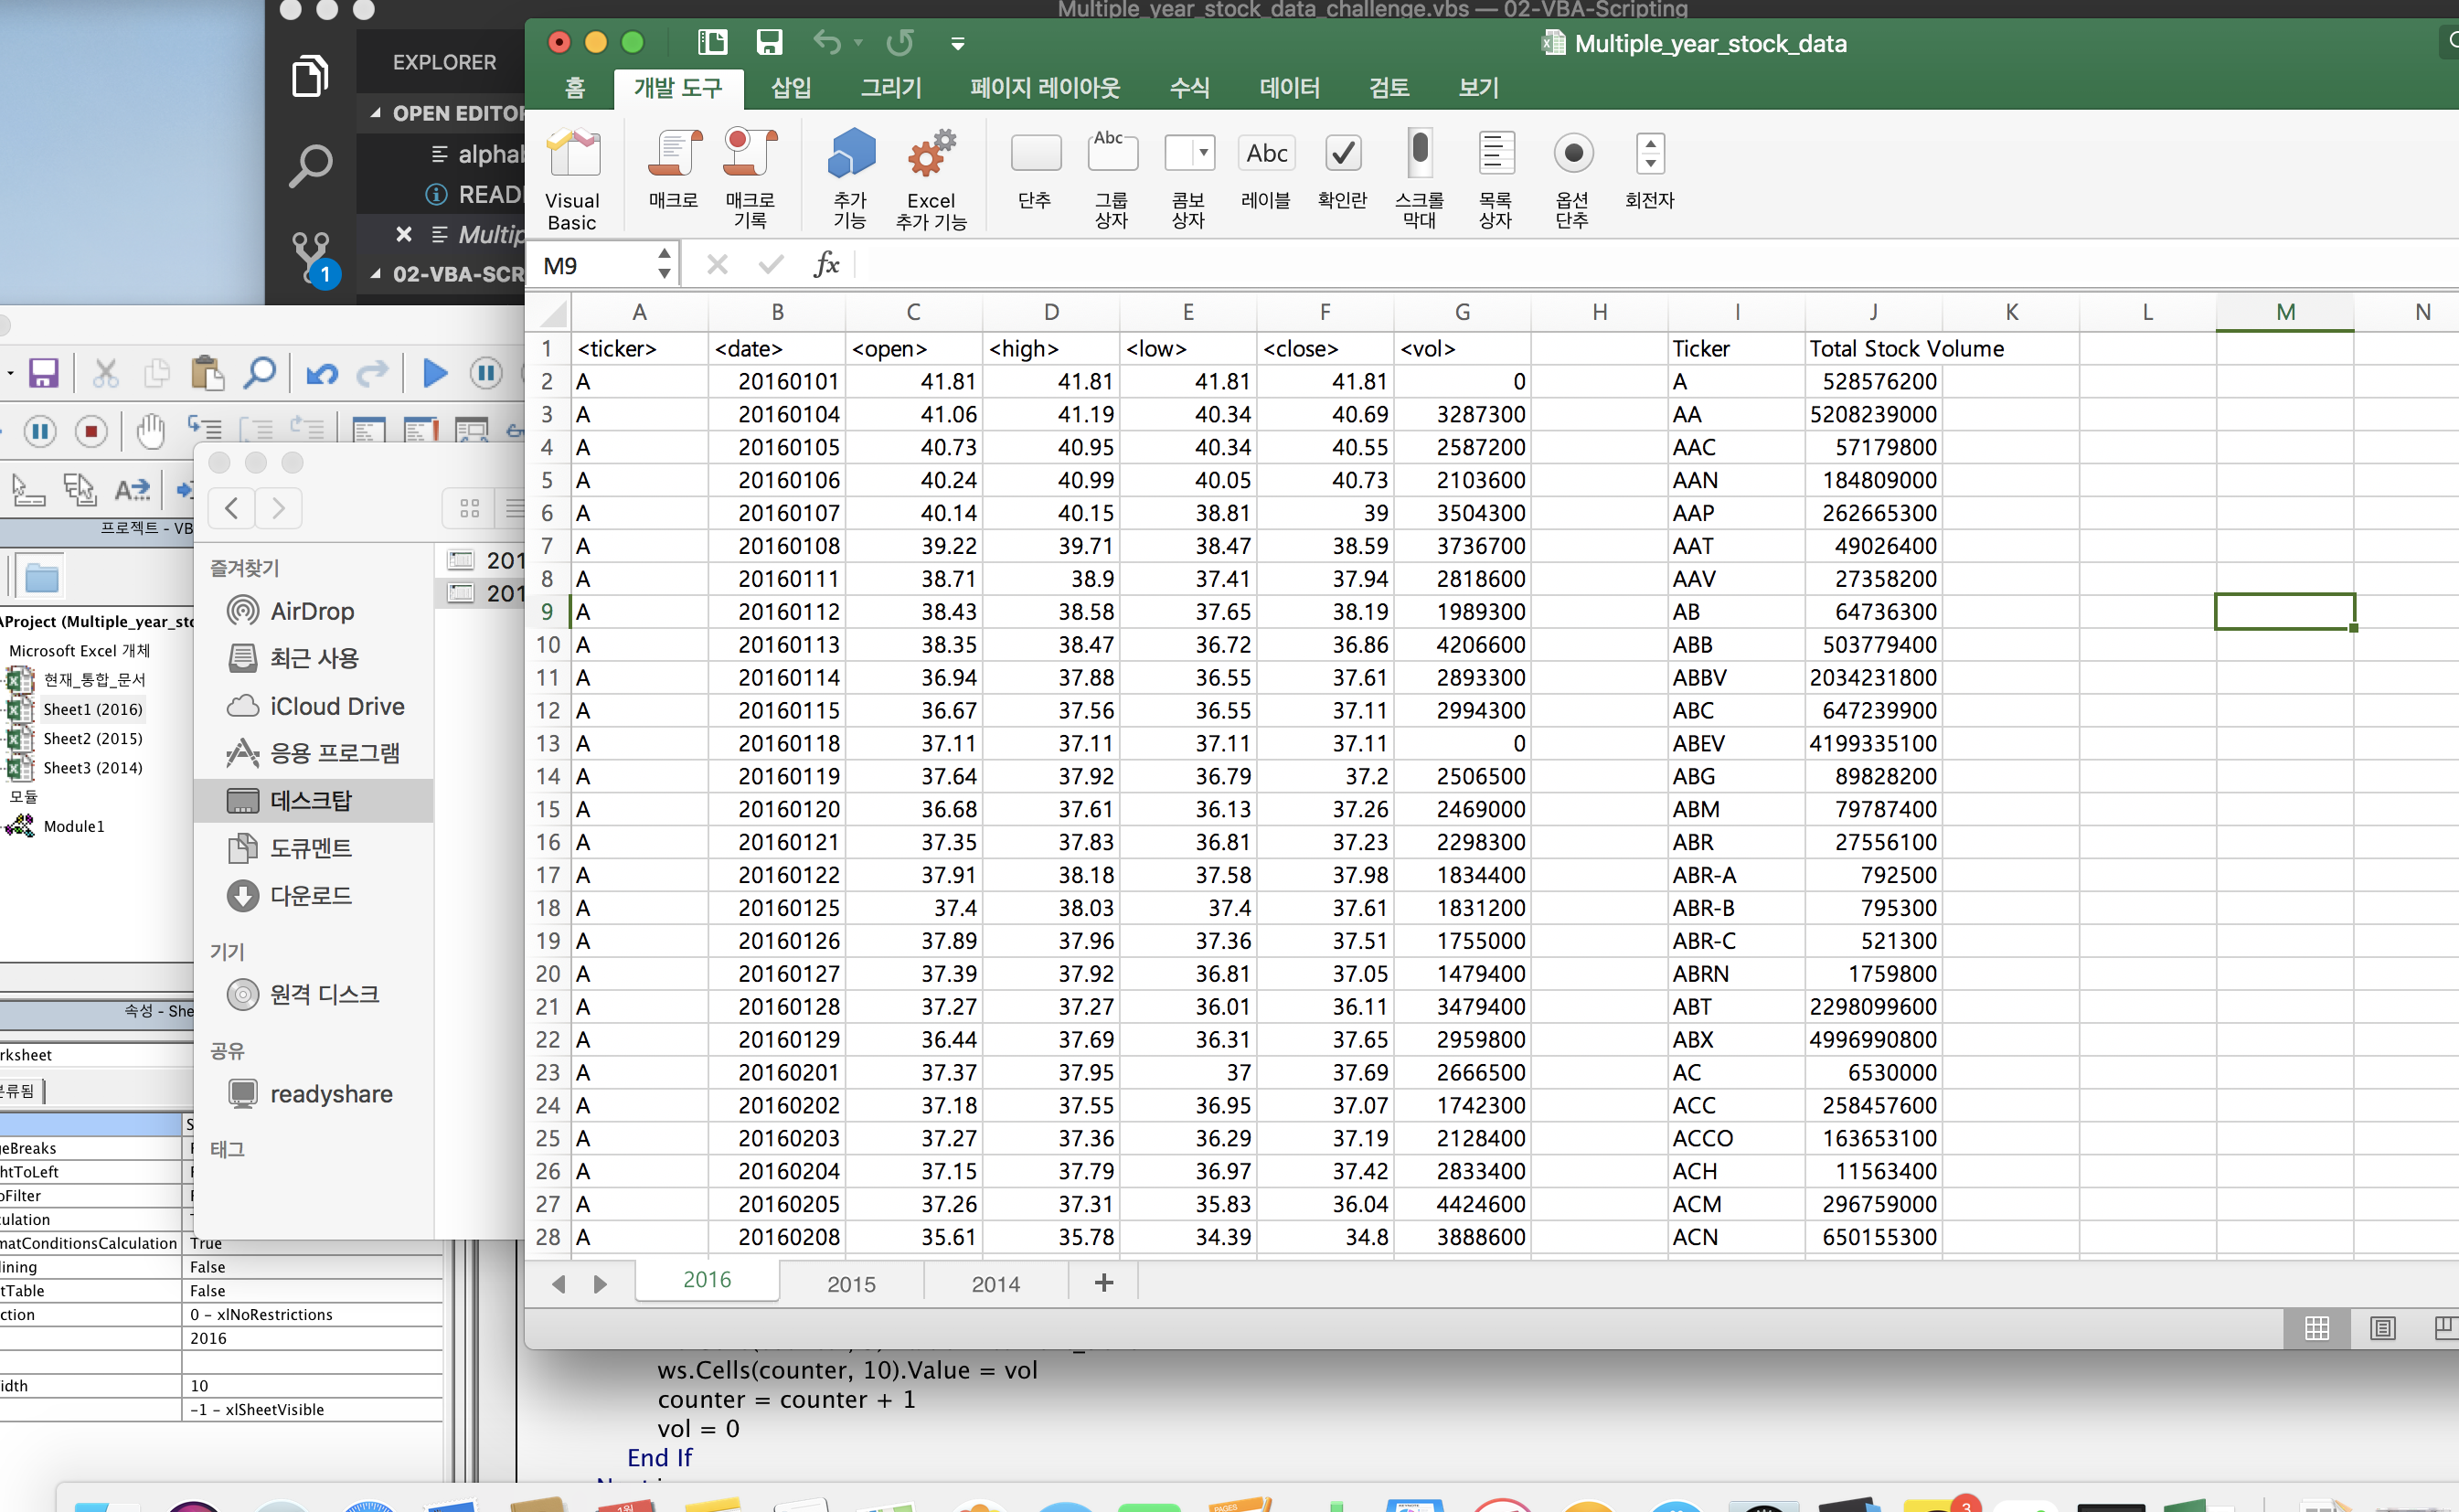 Multiple_year_stock_data_challenge.vbs — 02-VBA-Scripting
EXPLORER
OPEN EDITO
alphab
READ
Multip
02-VBA-SCR
1
Multiple_year_stock_data
홈 개발 도구 삽입 그리기 페이지 레이아웃 수식 데이터 검토 보기
Visual Basic
매크로
매크로 기록
추가 기능
Excel 추가 기능
단추
Abc
그룹 상자
콤보 상자
Abc
레이블
확인란
스크롤 막대
목록 상자
옵션 단추
회전자
M9 fx
A B C D E F G H I J K L M N
1 <ticker> <date> <open> <high> <low> <close> <vol> Ticker Total Stock Volume
2 A 20160101 41.81 41.81 41.81 41.81 0 A 528576200
3 A 20160104 41.06 41.19 40.34 40.69 3287300 AA 5208239000
4 A 20160105 40.73 40.95 40.34 40.55 2587200 AAC 57179800
5 A 20160106 40.24 40.99 40.05 40.73 2103600 AAN 184809000
6 A 20160107 40.14 40.15 38.81 39 3504300 AAP 262665300
7 A 20160108 39.22 39.71 38.47 38.59 3736700 AAT 49026400
8 A 20160111 38.71 38.9 37.41 37.94 2818600 AAV 27358200
9 A 20160112 38.43 38.58 37.65 38.19 1989300 AB 64736300
10 A 20160113 38.35 38.47 36.72 36.86 4206600 ABB 503779400
11 A 20160114 36.94 37.88 36.55 37.61 2893300 ABBV 2034231800
12 A 20160115 36.67 37.56 36.55 37.11 2994300 ABC 647239900
13 A 20160118 37.11 37.11 37.11 37.11 0 ABEV 4199335100
14 A 20160119 37.64 37.92 36.79 37.2 2506500 ABG 89828200
15 A 20160120 36.68 37.61 36.13 37.26 2469000 ABM 79787400
16 A 20160121 37.35 37.83 36.81 37.23 2298300 ABR 27556100
17 A 20160122 37.91 38.18 37.58 37.98 1834400 ABR-A 792500
18 A 20160125 37.4 38.03 37.4 37.61 1831200 ABR-B 795300
19 A 20160126 37.89 37.96 37.36 37.51 1755000 ABR-C 521300
20 A 20160127 37.39 37.92 36.81 37.05 1479400 ABRN 1759800
21 A 20160128 37.27 37.27 36.01 36.11 3479400 ABT 2298099600
22 A 20160129 36.44 37.69 36.31 37.65 2959800 ABX 4996990800
23 A 20160201 37.37 37.95 37 37.69 2666500 AC 6530000
24 A 20160202 37.18 37.55 36.95 37.07 1742300 ACC 258457600
25 A 20160203 37.27 37.36 36.29 37.19 2128400 ACCO 163653100
26 A 20160204 37.15 37.79 36.97 37.42 2833400 ACH 11563400
27 A 20160205 37.26 37.31 35.83 36.04 4424600 ACM 296759000
28 A 20160208 35.61 35.78 34.39 34.8 3888600 ACN 650155300
2016 2015 2014 +
프로젝트 - VB
AProject (Multiple_year_sto
Microsoft Excel 개체
현재_통합_문서
Sheet1 (2016)
Sheet2 (2015)
Sheet3 (2014)
모듈
Module1
즐겨찾기
AirDrop
최근 사용
iCloud Drive
응용 프로그램
데스크탑
도큐멘트
다운로드
기기
원격 디스크
공유
readyshare
태그
201
201
속성 - She
rksheet
분류됨
eBreaks
htToLeft
oFilter
ulation
matConditionsCalculation True
ining False
tTable False
ction 0 - xlNoRestrictions
2016
idth 10
-1 - xlSheetVisible
ws.Cells(counter, 10).Value = vol
counter = counter + 1
vol = 0
End If
1월
PAGES
3